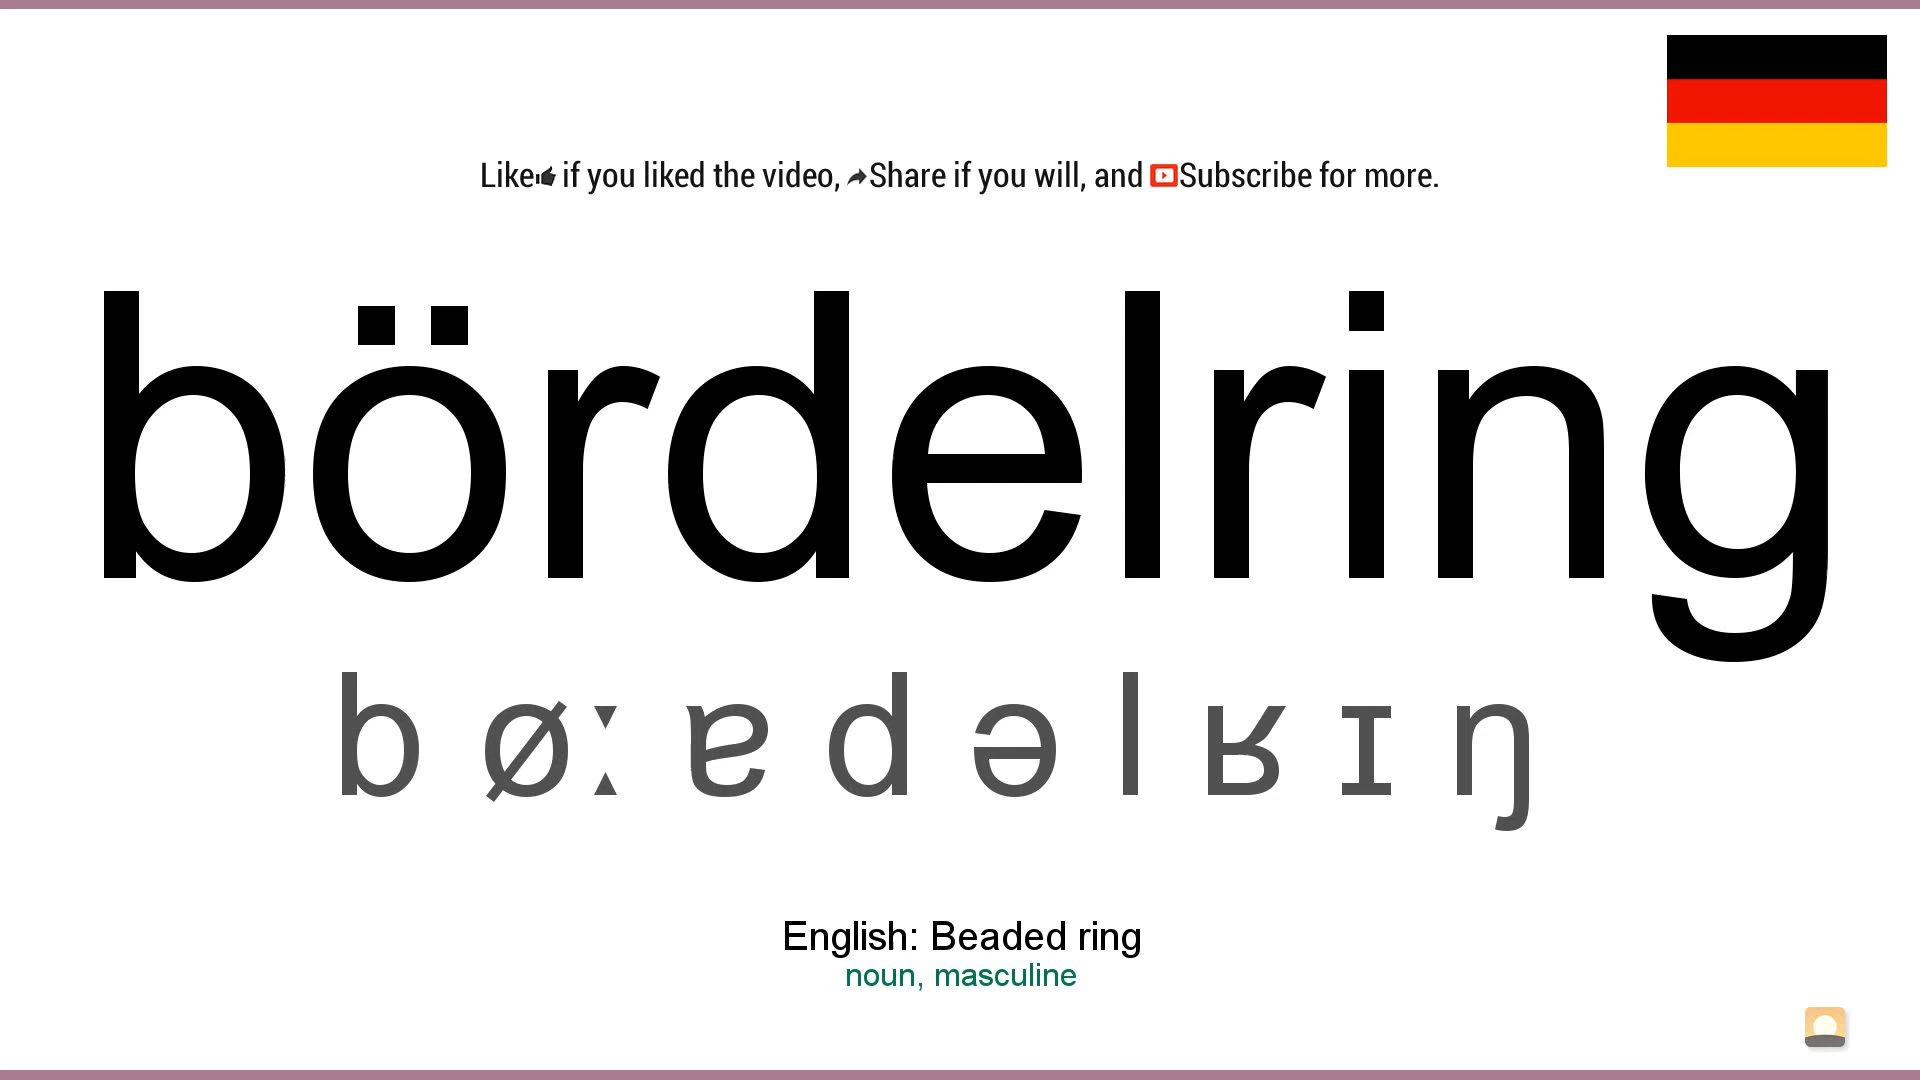 Like if you liked the video, Share if you will, and Subscribe for more.
bördelring
b øː ɐ d ə l ʁ ɪ ŋ
English: Beaded ring
noun, masculine